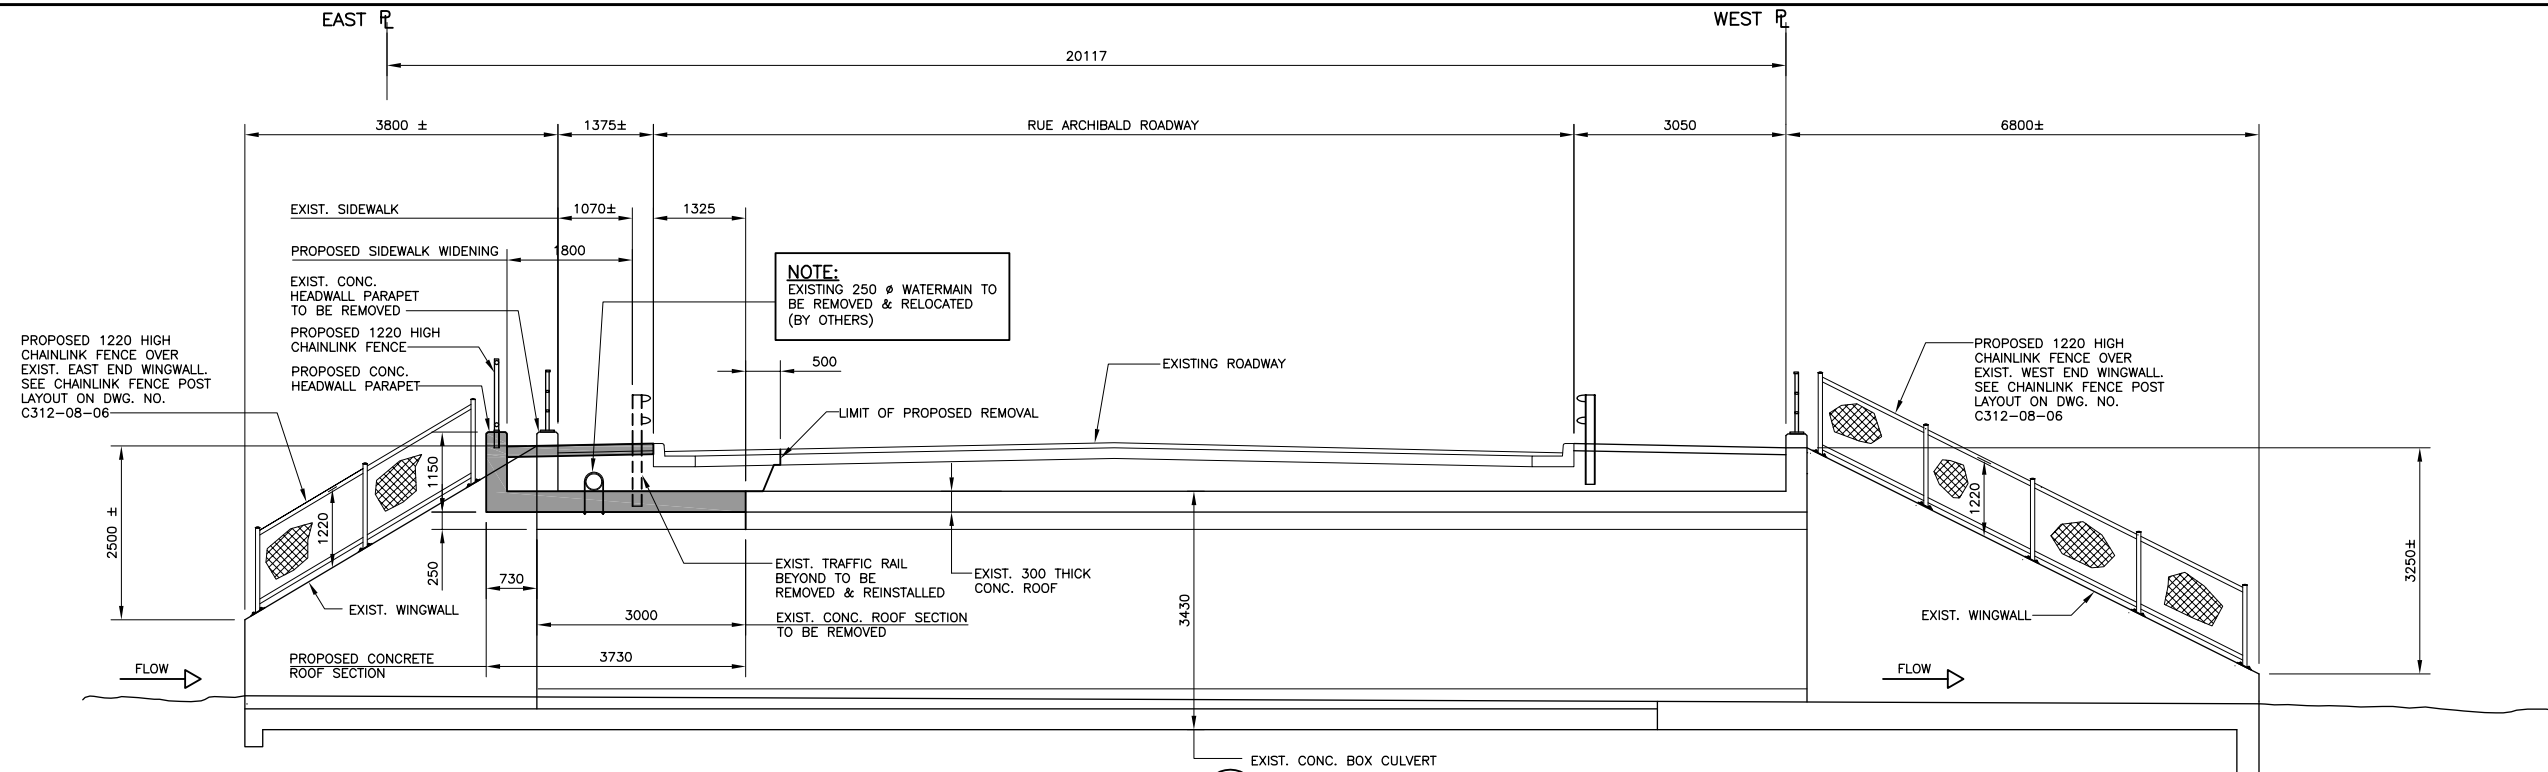 EAST ⅊
WEST ⅊
20117
3800 ±
1375±
RUE ARCHIBALD ROADWAY
3050
6800±
EXIST. SIDEWALK
1070±
1325
PROPOSED SIDEWALK WIDENING
1800
EXIST. CONC.
HEADWALL PARAPET
TO BE REMOVED
NOTE:
EXISTING 250 ø WATERMAIN TO
BE REMOVED & RELOCATED
(BY OTHERS)
PROPOSED 1220 HIGH
CHAINLINK FENCE
PROPOSED CONC.
HEADWALL PARAPET
PROPOSED 1220 HIGH
CHAINLINK FENCE OVER
EXIST. EAST END WINGWALL.
SEE CHAINLINK FENCE POST
LAYOUT ON DWG. NO.
C312-08-06
500
EXISTING ROADWAY
LIMIT OF PROPOSED REMOVAL
PROPOSED 1220 HIGH
CHAINLINK FENCE OVER
EXIST. WEST END WINGWALL.
SEE CHAINLINK FENCE POST
LAYOUT ON DWG. NO.
C312-08-06
2500 ±
1220
1150
250
1220
3250±
730
EXIST. WINGWALL
EXIST. TRAFFIC RAIL
BEYOND TO BE
REMOVED & REINSTALLED
EXIST. 300 THICK
CONC. ROOF
3000
EXIST. CONC. ROOF SECTION
TO BE REMOVED
3430
EXIST. WINGWALL
PROPOSED CONCRETE
ROOF SECTION
3730
FLOW
FLOW
EXIST. CONC. BOX CULVERT